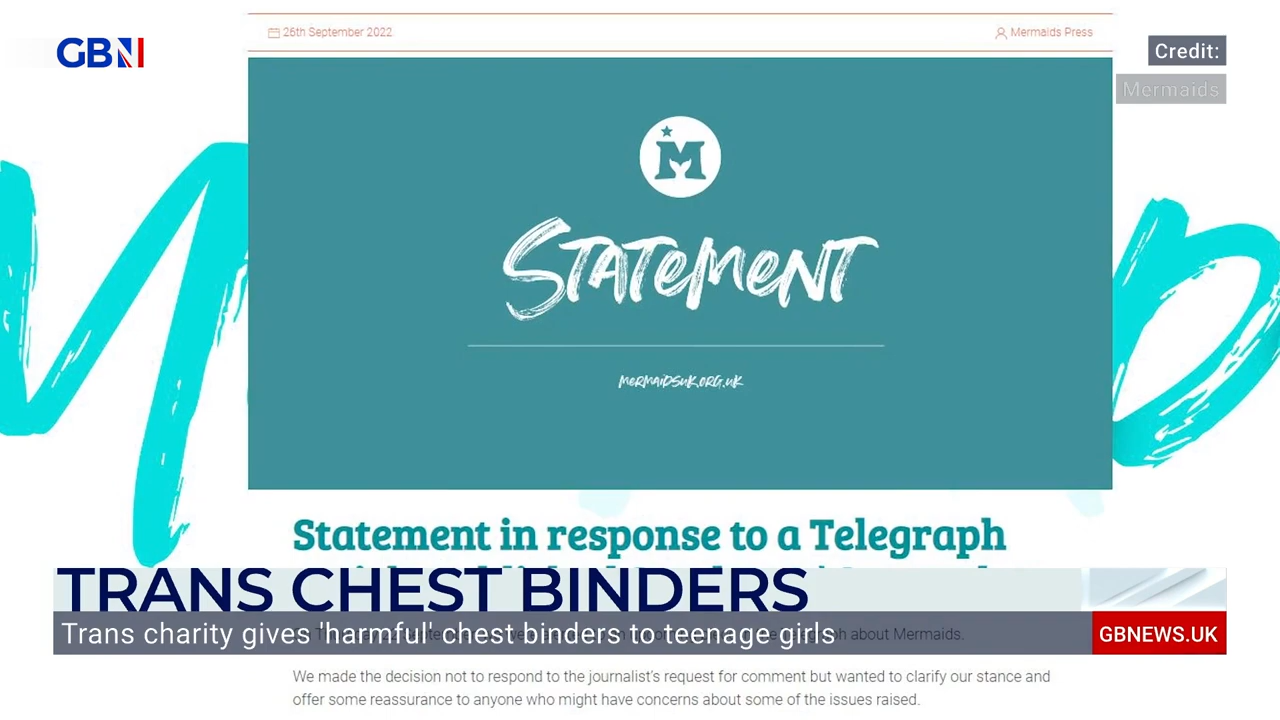 GBN
26th September 2022
Mermaids Press
Credit:
Mermaids
M
STATEMENT
MERMAIDSUK.ORG.UK
Statement in response to a Telegraph
TRANS CHEST BINDERS
Trans charity gives 'harmful' chest binders to teenage girls
about Mermaids.
GBNEWS.UK
We made the decision not to respond to the journalist's request for comment but wanted to clarify our stance and
offer some reassurance to anyone who might have concerns about some of the issues raised.